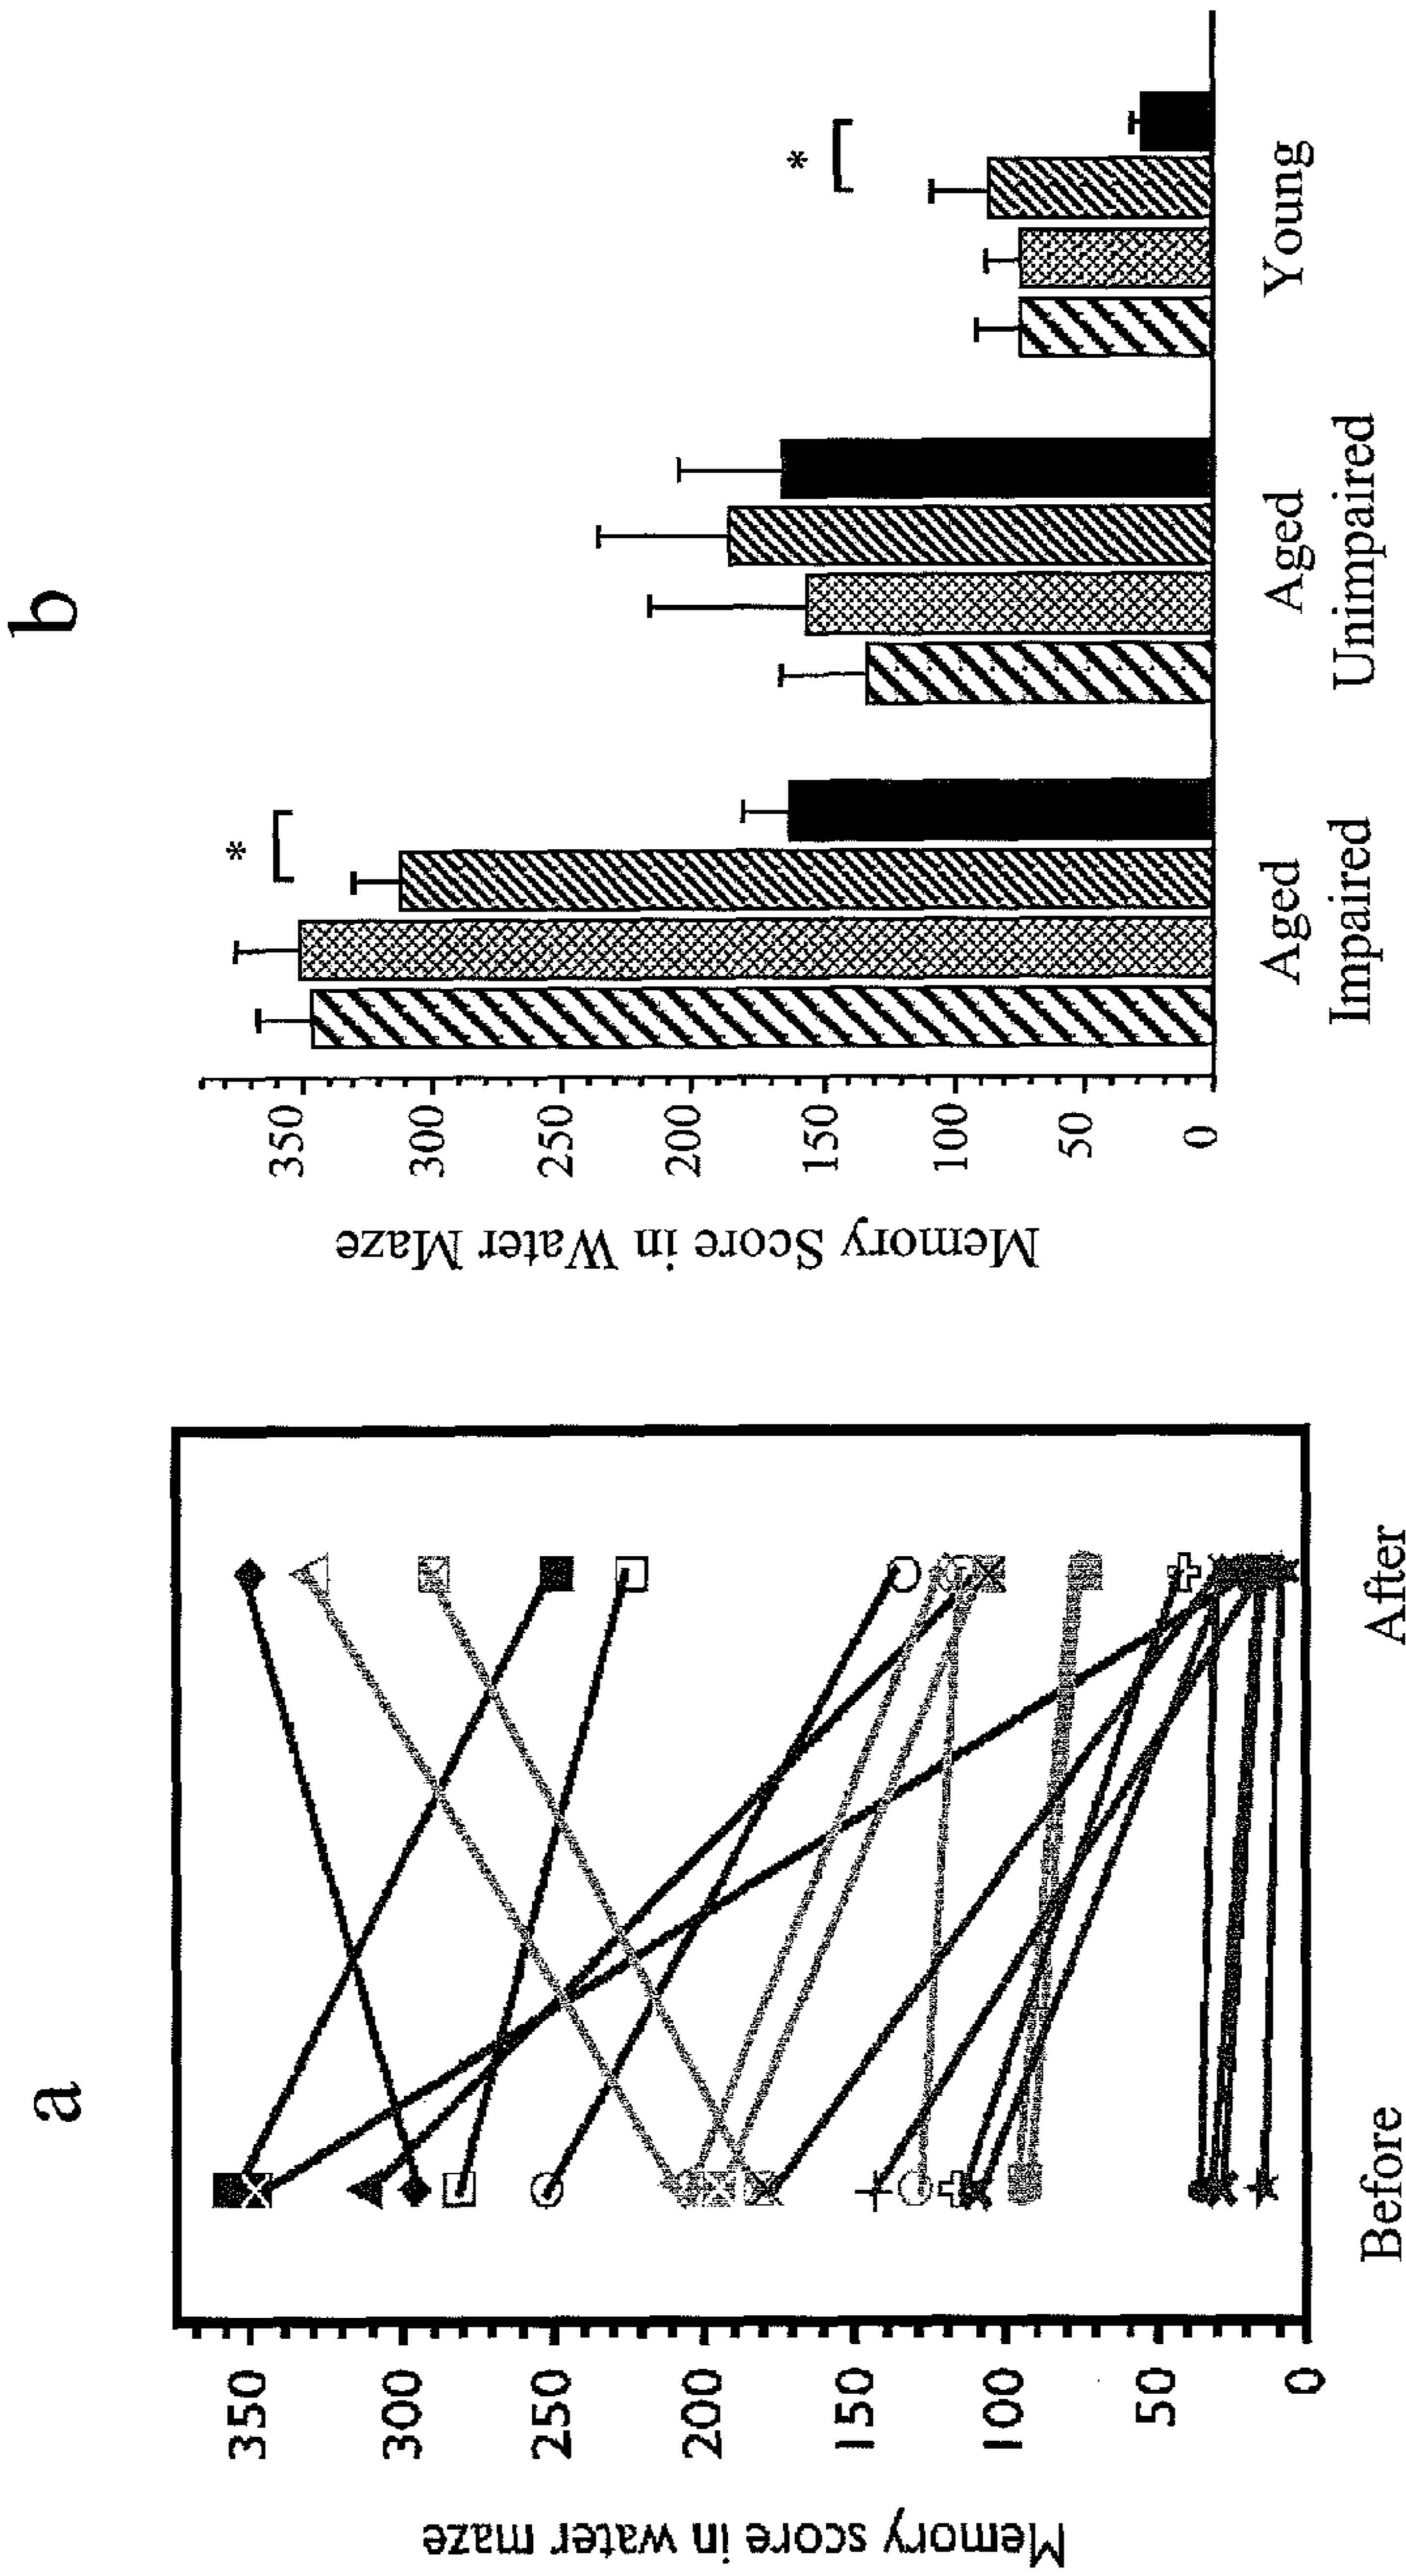 a
Memory score in water maze
350
300
250
200
150
100
50
0
Before
After
b
Memory Score in Water Maze
350
300
250
200
150
100
50
0
*
*
Aged
Impaired
Aged
Unimpaired
Young